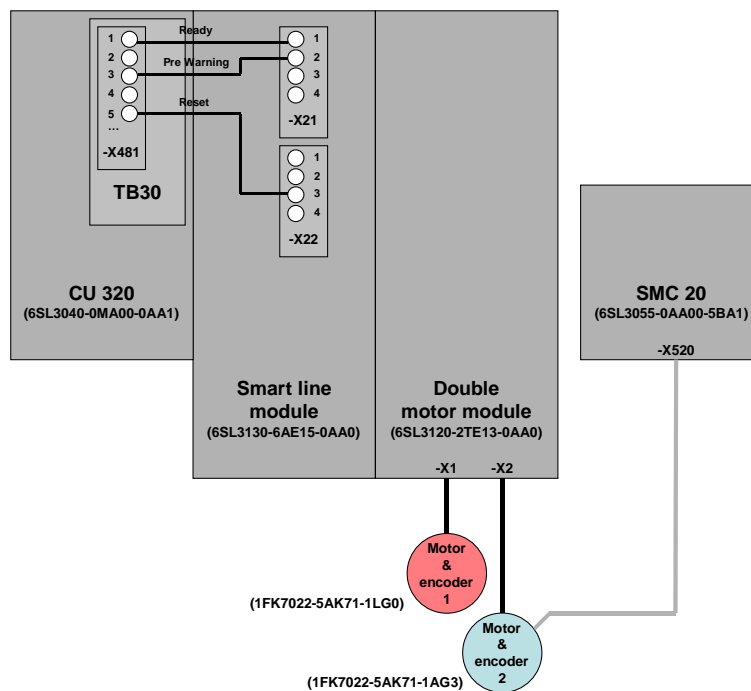 1
2
3
4
5
...
-X481
TB30
Ready
Pre Warning
Reset
1
2
3
4
-X21
1
2
3
4
-X22
CU 320
(6SL3040-0MA00-0AA1)
Smart line
module
(6SL3130-6AE15-0AA0)
Double
motor module
(6SL3120-2TE13-0AA0)
-X1
-X2
SMC 20
(6SL3055-0AA00-5BA1)
-X520
Motor
&
encoder
1
(1FK7022-5AK71-1LG0)
Motor
&
encoder
2
(1FK7022-5AK71-1AG3)